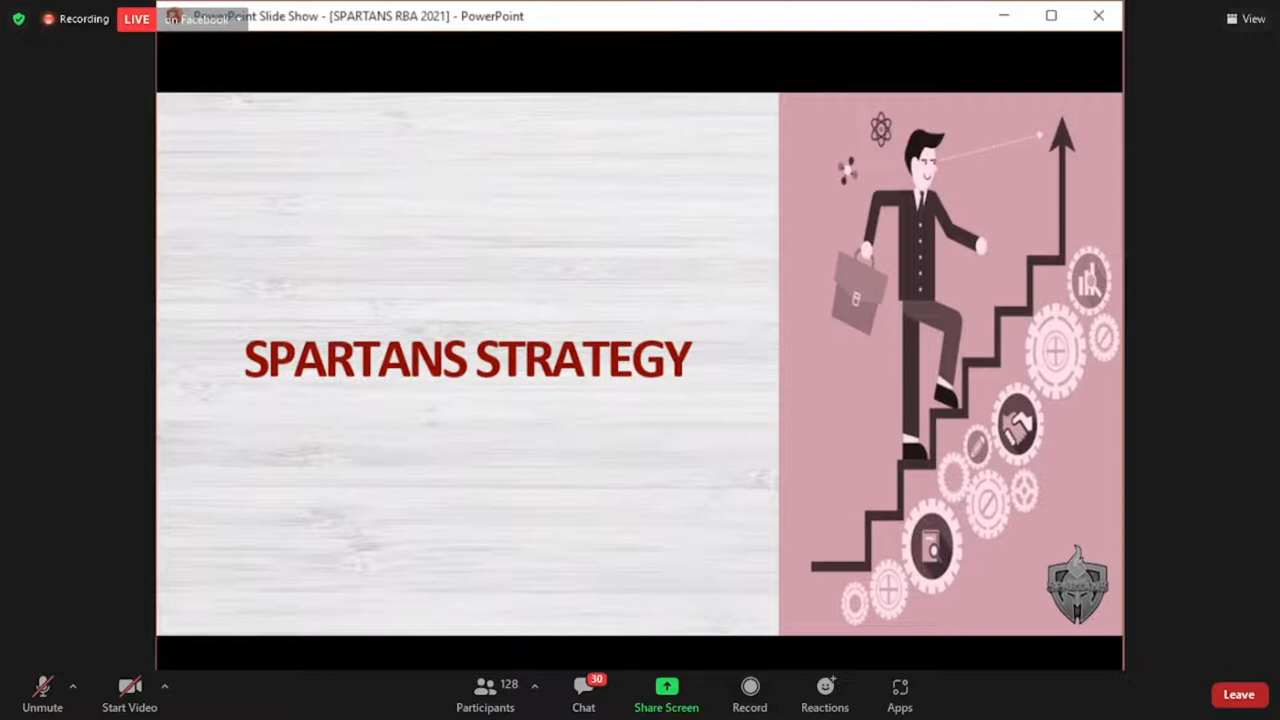 Recording
LIVE
on Facebook
PowerPoint Slide Show - [SPARTANS RBA 2021] - PowerPoint
View
SPARTANS STRATEGY
SPARTANS
Unmute
Start Video
128
Participants
30
Chat
Share Screen
Record
Reactions
Apps
Leave